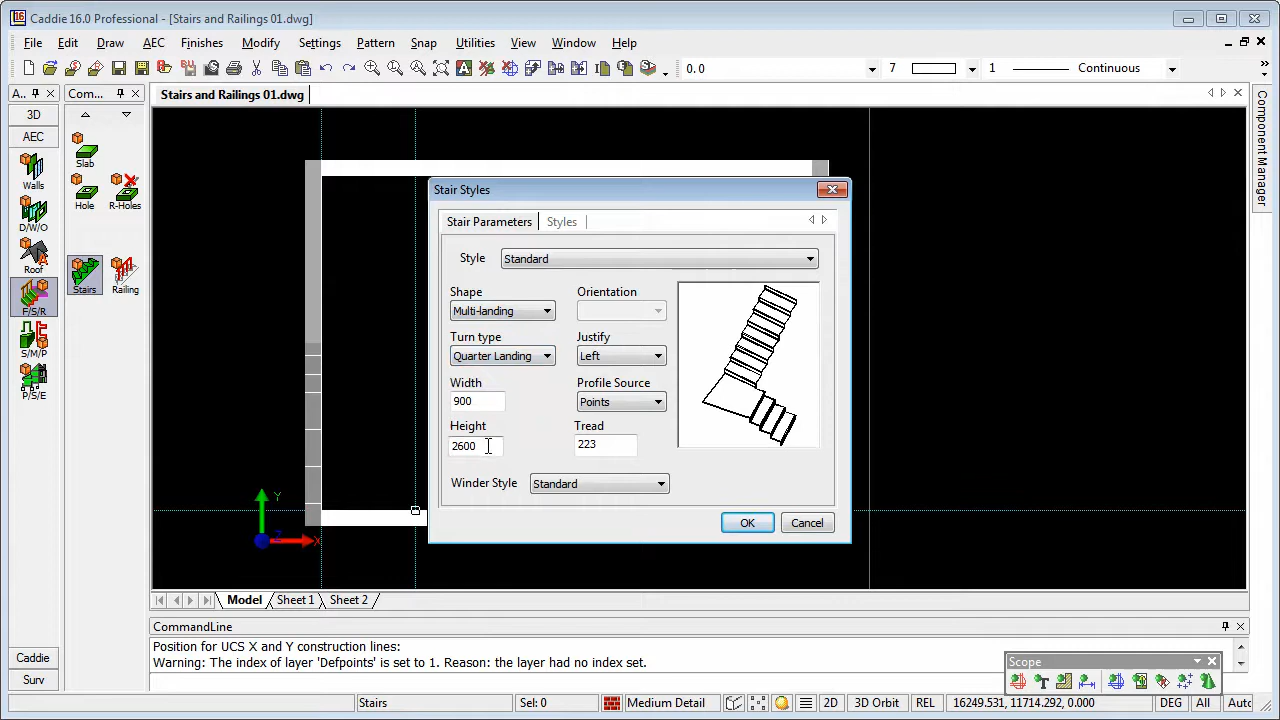 16 Caddie 16.0 Professional - [Stairs and Railings 01.dwg]
File Edit Draw AEC Finishes Modify Settings Pattern Snap Utilities View Window Help
0, 0 7 1 Continuous
A... Com... Stairs and Railings 01.dwg
3D
AEC
Slab
Walls
Hole R-Holes
D/W/O
Roof
Stairs Railing
F/S/R
S/M/P
P/S/E
Caddie
Surv
Component Manager
Stair Styles
Stair Parameters Styles
Style Standard
Shape Orientation
Multi-landing
Turn type Justify
Quarter Landing Left
Width Profile Source
900 Points
Height Tread
2600 223
Winder Style Standard
OK Cancel
Y
Z X
Model Sheet 1 Sheet 2
CommandLine
Position for UCS X and Y construction lines:
Warning: The index of layer 'Defpoints' is set to 1. Reason: the layer had no index set.
Scope
Stairs Sel: 0 Medium Detail 2D 3D Orbit REL 16249.531, 11714.292, 0.000 DEG All Auto